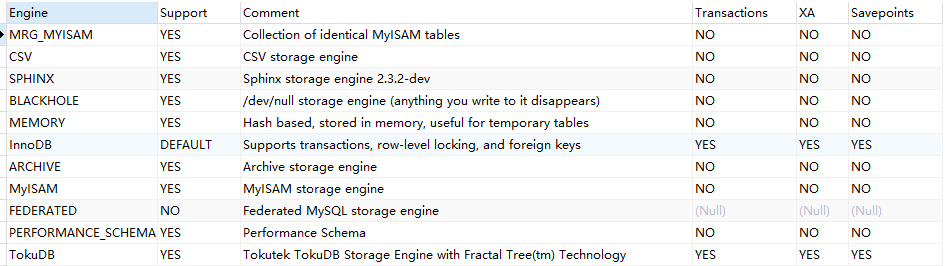 Engine Support Comment Transactions XA Savepoints
MRG_MYISAM YES Collection of identical MyISAM tables NO NO NO
CSV YES CSV storage engine NO NO NO
SPHINX YES Sphinx storage engine 2.3.2-dev NO NO NO
BLACKHOLE YES /dev/null storage engine (anything you write to it disappears) NO NO NO
MEMORY YES Hash based, stored in memory, useful for temporary tables NO NO NO
InnoDB DEFAULT Supports transactions, row-level locking, and foreign keys YES YES YES
ARCHIVE YES Archive storage engine NO NO NO
MyISAM YES MyISAM storage engine NO NO NO
FEDERATED NO Federated MySQL storage engine (Null) (Null) (Null)
PERFORMANCE_SCHEMA YES Performance Schema NO NO NO
TokuDB YES Tokutek TokuDB Storage Engine with Fractal Tree(tm) Technology YES YES YES